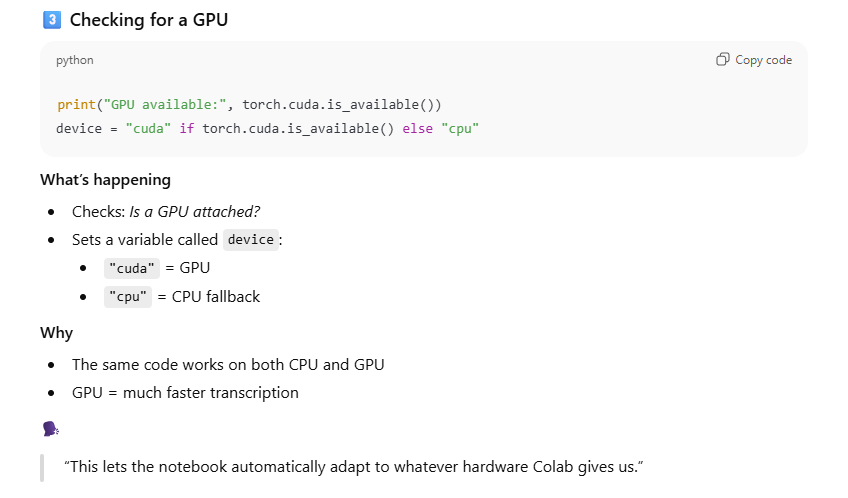 3 Checking for a GPU
python
Copy code
print("GPU available:", torch.cuda.is_available())
device = "cuda" if torch.cuda.is_available() else "cpu"
What's happening
• Checks: Is a GPU attached?
• Sets a variable called device:
• "cuda" = GPU
• "cpu" = CPU fallback
Why
• The same code works on both CPU and GPU
• GPU = much faster transcription
“This lets the notebook automatically adapt to whatever hardware Colab gives us.”